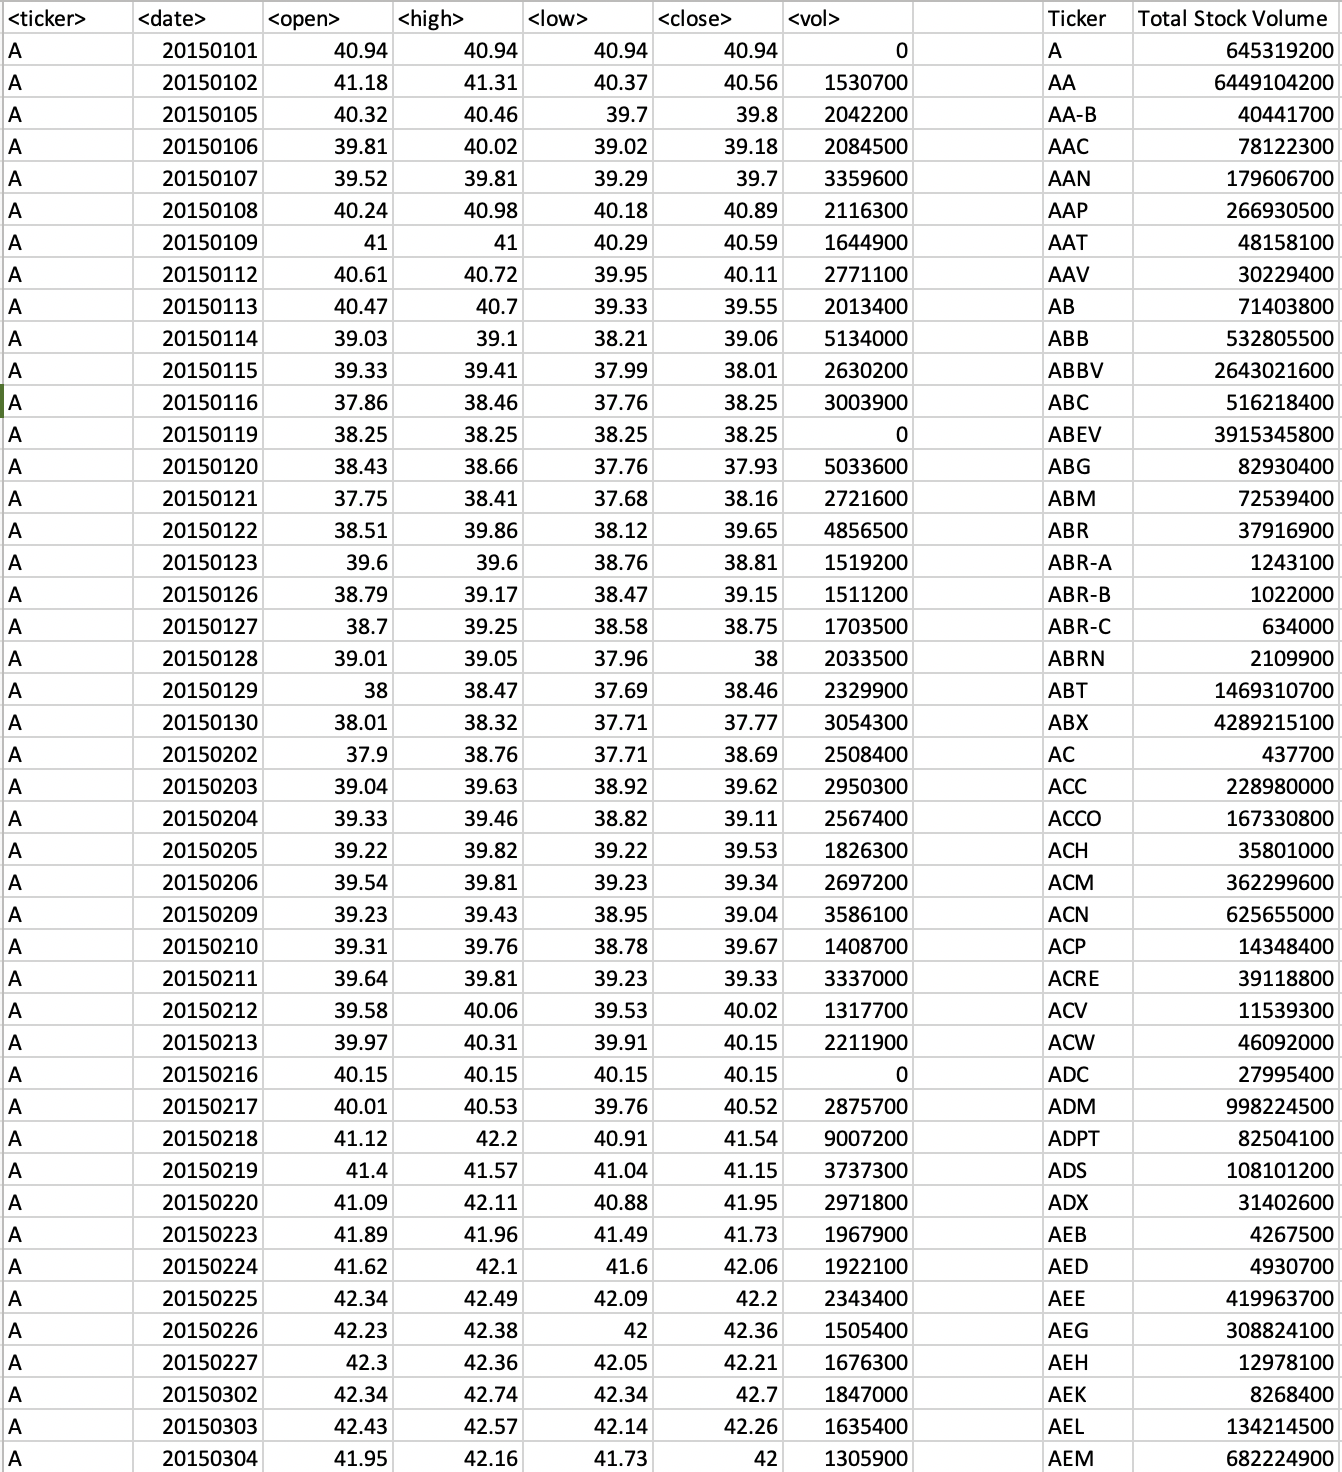 <ticker> <date> <open> <high> <low> <close> <vol> Ticker Total Stock Volume
A 20150101 40.94 40.94 40.94 40.94 0 A 645319200
A 20150102 41.18 41.31 40.37 40.56 1530700 AA 6449104200
A 20150105 40.32 40.46 39.7 39.8 2042200 AA-B 40441700
A 20150106 39.81 40.02 39.02 39.18 2084500 AAC 78122300
A 20150107 39.52 39.81 39.29 39.7 3359600 AAN 179606700
A 20150108 40.24 40.98 40.18 40.89 2116300 AAP 266930500
A 20150109 41 41 40.29 40.59 1644900 AAT 48158100
A 20150112 40.61 40.72 39.95 40.11 2771100 AAV 30229400
A 20150113 40.47 40.7 39.33 39.55 2013400 AB 71403800
A 20150114 39.03 39.1 38.21 39.06 5134000 ABB 532805500
A 20150115 39.33 39.41 37.99 38.01 2630200 ABBV 2643021600
A 20150116 37.86 38.46 37.76 38.25 3003900 ABC 516218400
A 20150119 38.25 38.25 38.25 38.25 0 ABEV 3915345800
A 20150120 38.43 38.66 37.76 37.93 5033600 ABG 82930400
A 20150121 37.75 38.41 37.68 38.16 2721600 ABM 72539400
A 20150122 38.51 39.86 38.12 39.65 4856500 ABR 37916900
A 20150123 39.6 39.6 38.76 38.81 1519200 ABR-A 1243100
A 20150126 38.79 39.17 38.47 39.15 1511200 ABR-B 1022000
A 20150127 38.7 39.25 38.58 38.75 1703500 ABR-C 634000
A 20150128 39.01 39.05 37.96 38 2033500 ABRN 2109900
A 20150129 38 38.47 37.69 38.46 2329900 ABT 1469310700
A 20150130 38.01 38.32 37.71 37.77 3054300 ABX 4289215100
A 20150202 37.9 38.76 37.71 38.69 2508400 AC 437700
A 20150203 39.04 39.63 38.92 39.62 2950300 ACC 228980000
A 20150204 39.33 39.46 38.82 39.11 2567400 ACCO 167330800
A 20150205 39.22 39.82 39.22 39.53 1826300 ACH 35801000
A 20150206 39.54 39.81 39.23 39.34 2697200 ACM 362299600
A 20150209 39.23 39.43 38.95 39.04 3586100 ACN 625655000
A 20150210 39.31 39.76 38.78 39.67 1408700 ACP 14348400
A 20150211 39.64 39.81 39.23 39.33 3337000 ACRE 39118800
A 20150212 39.58 40.06 39.53 40.02 1317700 ACV 11539300
A 20150213 39.97 40.31 39.91 40.15 2211900 ACW 46092000
A 20150216 40.15 40.15 40.15 40.15 0 ADC 27995400
A 20150217 40.01 40.53 39.76 40.52 2875700 ADM 998224500
A 20150218 41.12 42.2 40.91 41.54 9007200 ADPT 82504100
A 20150219 41.4 41.57 41.04 41.15 3737300 ADS 108101200
A 20150220 41.09 42.11 40.88 41.95 2971800 ADX 31402600
A 20150223 41.89 41.96 41.49 41.73 1967900 AEB 4267500
A 20150224 41.62 42.1 41.6 42.06 1922100 AED 4930700
A 20150225 42.34 42.49 42.09 42.2 2343400 AEE 419963700
A 20150226 42.23 42.38 42 42.36 1505400 AEG 308824100
A 20150227 42.3 42.36 42.05 42.21 1676300 AEH 12978100
A 20150302 42.34 42.74 42.34 42.7 1847000 AEK 8268400
A 20150303 42.43 42.57 42.14 42.26 1635400 AEL 134214500
A 20150304 41.95 42.16 41.73 42 1305900 AEM 682224900